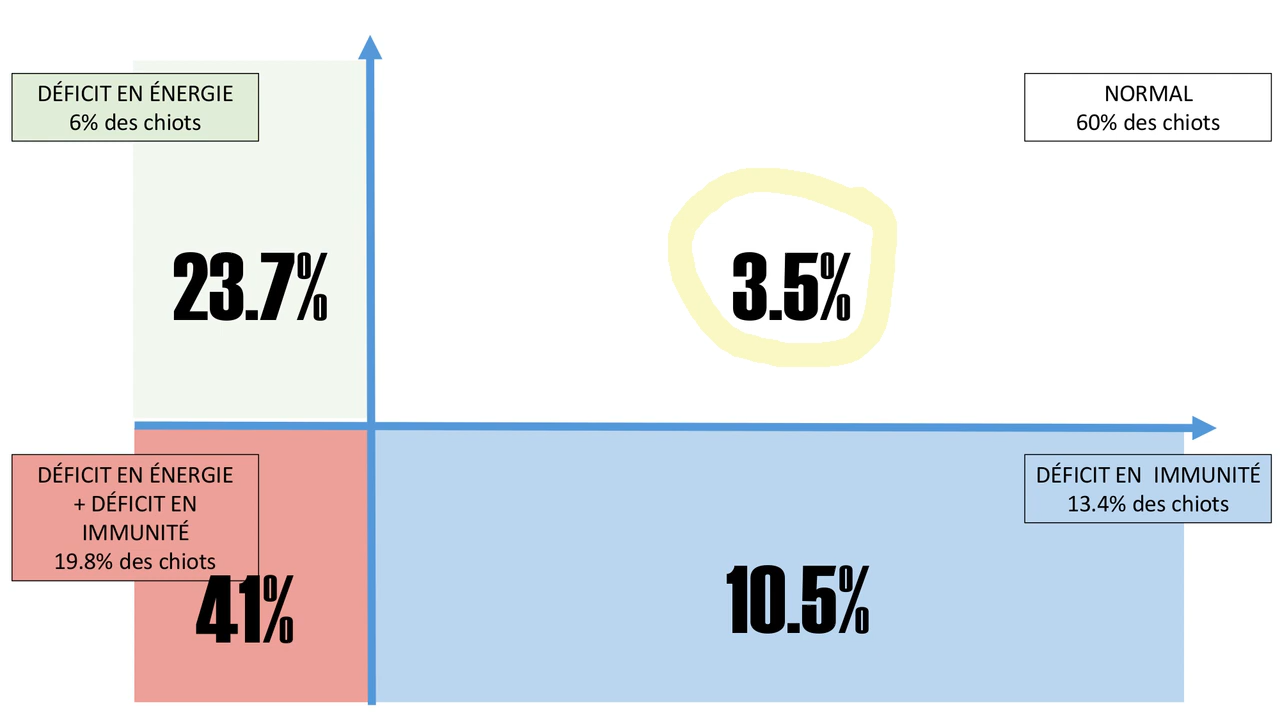 DÉFICIT EN ÉNERGIE
6% des chiots
NORMAL
60% des chiots
23.7%
3.5%
DÉFICIT EN ÉNERGIE
+ DÉFICIT EN
IMMUNITÉ
19.8% des chiots
DÉFICIT EN  IMMUNITÉ
13.4% des chiots
41%
10.5%